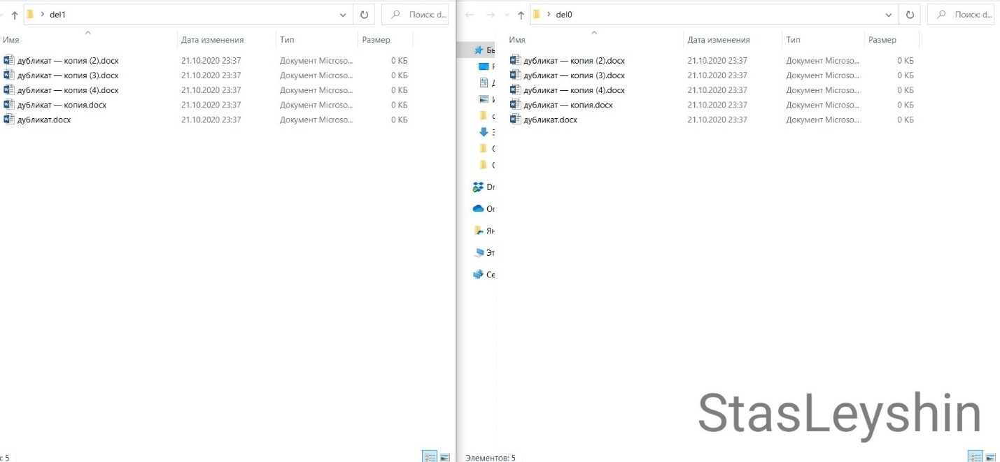 del1
Поиск: d...
Имя
Дата изменения
Тип
Размер
дубликат — копия (2).docx 21.10.2020 23:37 Документ Microso... 0 КБ
дубликат — копия (3).docx 21.10.2020 23:37 Документ Microso... 0 КБ
дубликат — копия (4).docx 21.10.2020 23:37 Документ Microso... 0 КБ
дубликат — копия.docx 21.10.2020 23:37 Документ Microso... 0 КБ
дубликат.docx 21.10.2020 23:37 Документ Microso... 0 КБ
: 5
del0
Поиск: d...
Бы
Р
Д
И
З
С
С
Dr
Or
Ян
Эт
Се
Имя
Дата изменения
Тип
Размер
дубликат — копия (2).docx 21.10.2020 23:37 Документ Microso... 0 КБ
дубликат — копия (3).docx 21.10.2020 23:37 Документ Microso... 0 КБ
дубликат — копия (4).docx 21.10.2020 23:37 Документ Microso... 0 КБ
дубликат — копия.docx 21.10.2020 23:37 Документ Microso... 0 КБ
дубликат.docx 21.10.2020 23:37 Документ Microso... 0 КБ
Элементов: 5
StasLeyshin